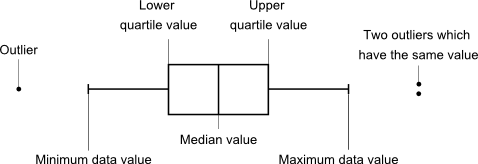 Lower
quartile value
Upper
quartile value
Two outliers which
have the same value
Outlier
Median value
Minimum data value
Maximum data value